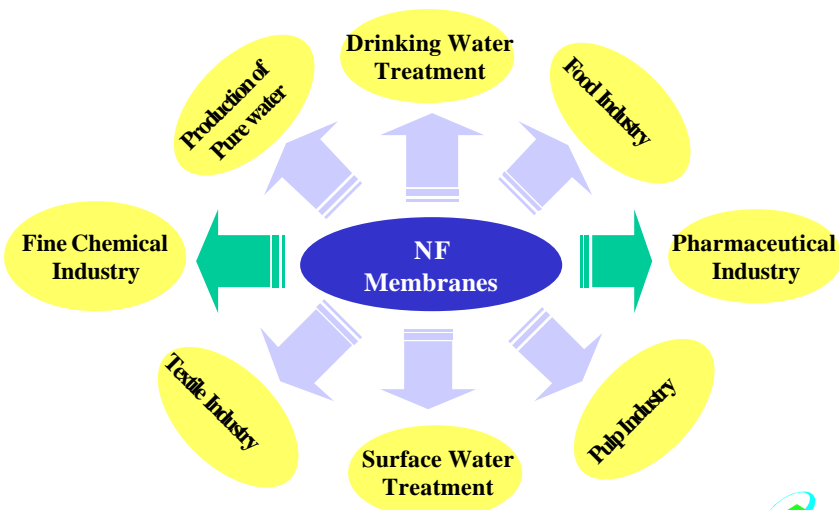 Drinking Water
Treatment
Production of
Pure water
Food Industry
Fine Chemical
Industry
NF
Membranes
Pharmaceutical
Industry
Textile Industry
Pulp Industry
Surface Water
Treatment